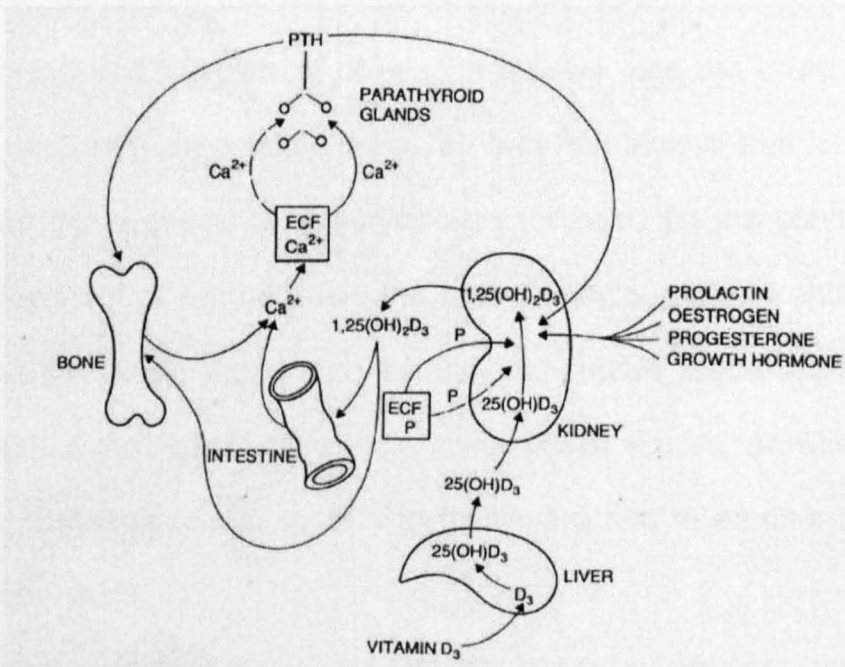 PTH
PARATHYROID
GLANDS
Ca²⁺
Ca²⁺
ECF
Ca²⁺
Ca²⁺
BONE
1,25(OH)₂D₃
1,25(OH)₂D₃
P
P
ECF
P
25(OH)D₃
KIDNEY
PROLACTIN
OESTROGEN
PROGESTERONE
GROWTH HORMONE
INTESTINE
25(OH)D₃
25(OH)D₃
D₃
LIVER
VITAMIN D₃